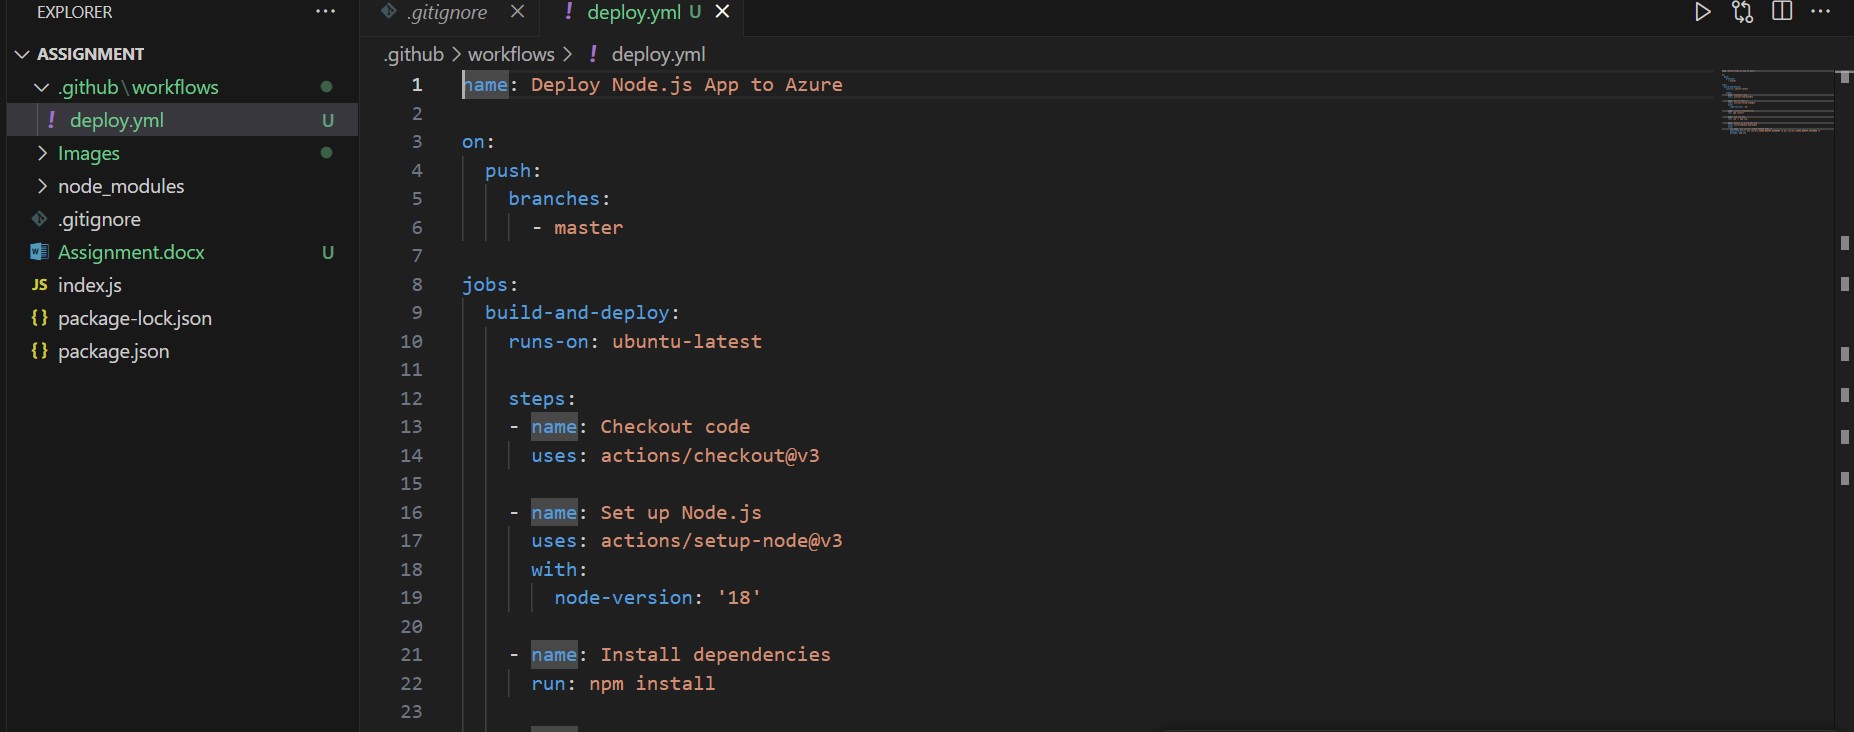 EXPLORER
ASSIGNMENT
.github\workflows
! deploy.yml U
Images
node_modules
.gitignore
Assignment.docx U
JS index.js
{} package-lock.json
{} package.json
.gitignore
! deploy.yml U
.github > workflows > ! deploy.yml
1 name: Deploy Node.js App to Azure
2
3 on:
4 push:
5 branches:
6 - master
7
8 jobs:
9 build-and-deploy:
10 runs-on: ubuntu-latest
11
12 steps:
13 - name: Checkout code
14 uses: actions/checkout@v3
15
16 - name: Set up Node.js
17 uses: actions/setup-node@v3
18 with:
19 node-version: '18'
20
21 - name: Install dependencies
22 run: npm install
23